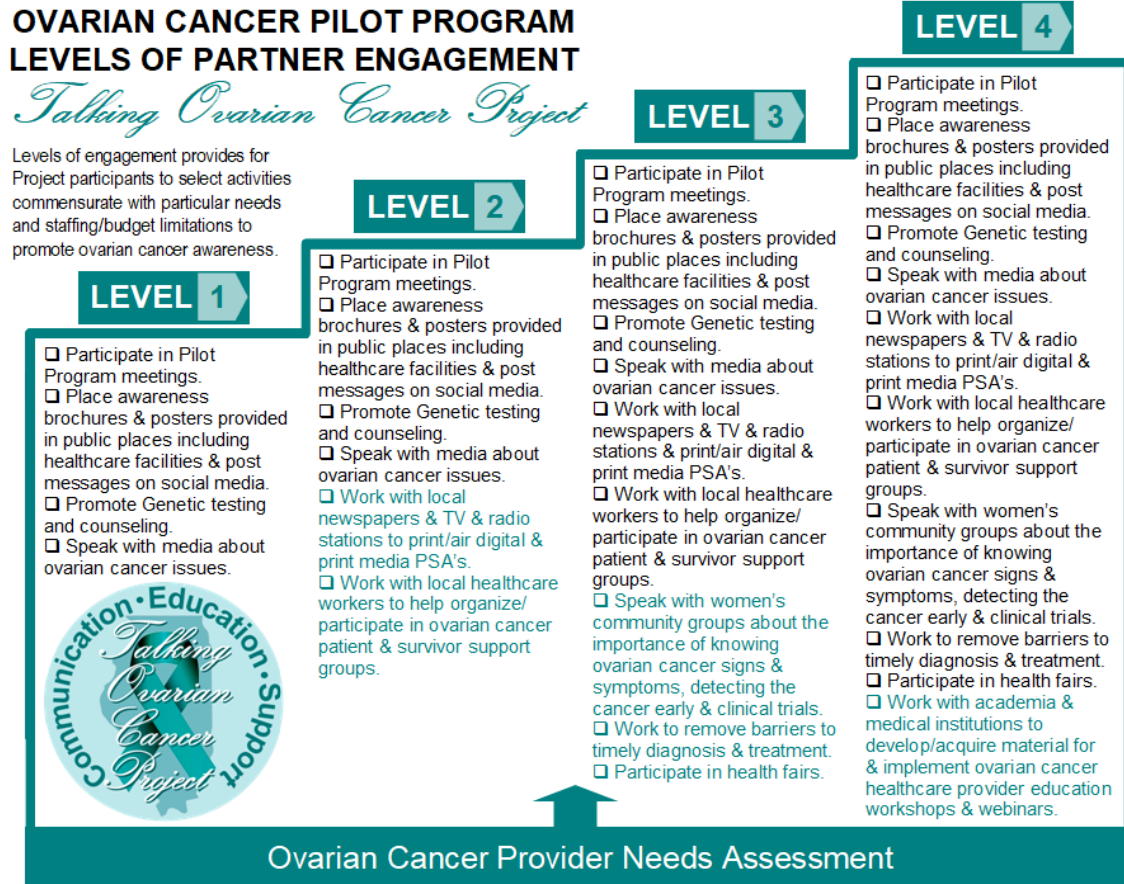 OVARIAN CANCER PILOT PROGRAM
LEVELS OF PARTNER ENGAGEMENT
Talking Ovarian Cancer Project
Levels of engagement provides for
Project participants to select activities
commensurate with particular needs
and staffing/budget limitations to
promote ovarian cancer awareness.
LEVEL 1
❑ Participate in Pilot
Program meetings.
❑ Place awareness
brochures & posters provided
in public places including
healthcare facilities & post
messages on social media.
❑ Promote Genetic testing
and counseling.
❑ Speak with media about
ovarian cancer issues.
Communication • Education • Support
Talking
Ovarian
Cancer
Project
LEVEL 2
❑ Participate in Pilot
Program meetings.
❑ Place awareness
brochures & posters provided
in public places including
healthcare facilities & post
messages on social media.
❑ Promote Genetic testing
and counseling.
❑ Speak with media about
ovarian cancer issues.
❑ Work with local
newspapers & TV & radio
stations to print/air digital &
print media PSA's.
❑ Work with local healthcare
workers to help organize/
participate in ovarian cancer
patient & survivor support
groups.
LEVEL 3
❑ Participate in Pilot
Program meetings.
❑ Place awareness
brochures & posters provided
in public places including
healthcare facilities & post
messages on social media.
❑ Promote Genetic testing
and counseling.
❑ Speak with media about
ovarian cancer issues.
❑ Work with local
newspapers & TV & radio
stations & print/air digital &
print media PSA's.
❑ Work with local healthcare
workers to help organize/
participate in ovarian cancer
patient & survivor support
groups.
❑ Speak with women's
community groups about the
importance of knowing
ovarian cancer signs &
symptoms, detecting the
cancer early & clinical trials.
❑ Work to remove barriers to
timely diagnosis & treatment.
❑ Participate in health fairs.
LEVEL 4
❑ Participate in Pilot
Program meetings.
❑ Place awareness
brochures & posters provided
in public places including
healthcare facilities & post
messages on social media.
❑ Promote Genetic testing
and counseling.
❑ Speak with media about
ovarian cancer issues.
❑ Work with local
newspapers & TV & radio
stations to print/air digital &
print media PSA's.
❑ Work with local healthcare
workers to help organize/
participate in ovarian cancer
patient & survivor support
groups.
❑ Speak with women's
community groups about the
importance of knowing
ovarian cancer signs &
symptoms, detecting the
cancer early & clinical trials.
❑ Work to remove barriers to
timely diagnosis & treatment.
❑ Participate in health fairs.
❑ Work with academia &
medical institutions to
develop/acquire material for
& implement ovarian cancer
healthcare provider education
workshops & webinars.
Ovarian Cancer Provider Needs Assessment